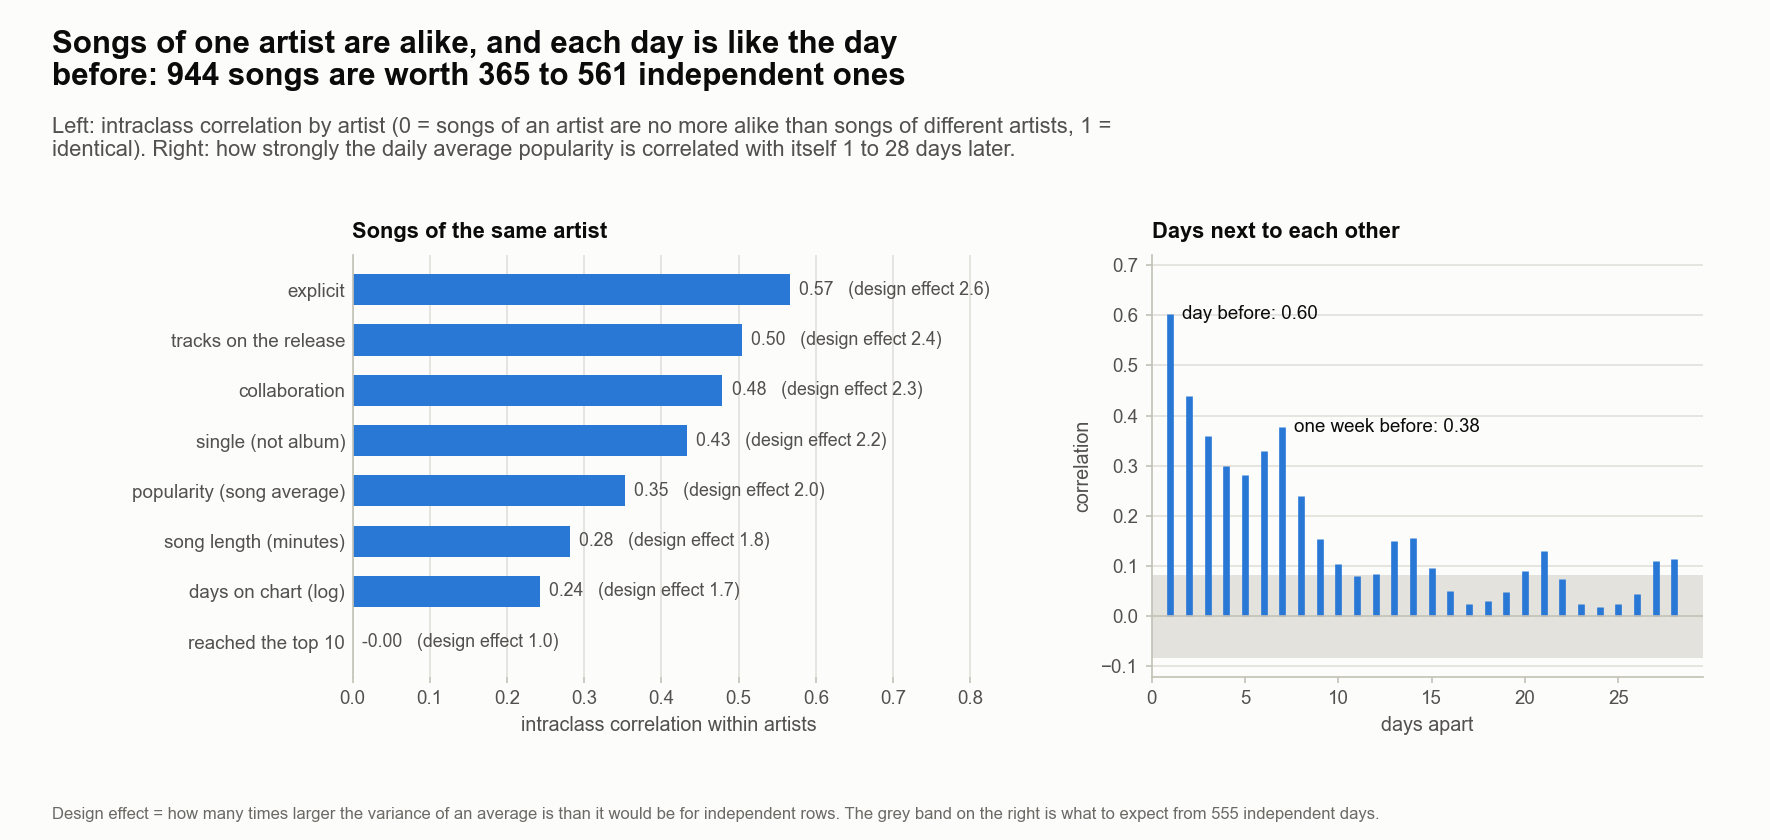 Songs of one artist are alike, and each day is like the day
before: 944 songs are worth 365 to 561 independent ones
Left: intraclass correlation by artist (0 = songs of an artist are no more alike than songs of different artists, 1 =
identical). Right: how strongly the daily average popularity is correlated with itself 1 to 28 days later.
Songs of the same artist
explicit
0.57 (design effect 2.6)
tracks on the release
0.50 (design effect 2.4)
collaboration
0.48 (design effect 2.3)
single (not album)
0.43 (design effect 2.2)
popularity (song average)
0.35 (design effect 2.0)
song length (minutes)
0.28 (design effect 1.8)
days on chart (log)
0.24 (design effect 1.7)
reached the top 10
-0.00 (design effect 1.0)
0.0 0.1 0.2 0.3 0.4 0.5 0.6 0.7 0.8
intraclass correlation within artists
Days next to each other
correlation
0.7
0.6
0.5
0.4
0.3
0.2
0.1
0.0
−0.1
day before: 0.60
one week before: 0.38
0 5 10 15 20 25
days apart
Design effect = how many times larger the variance of an average is than it would be for independent rows. The grey band on the right is what to expect from 555 independent days.